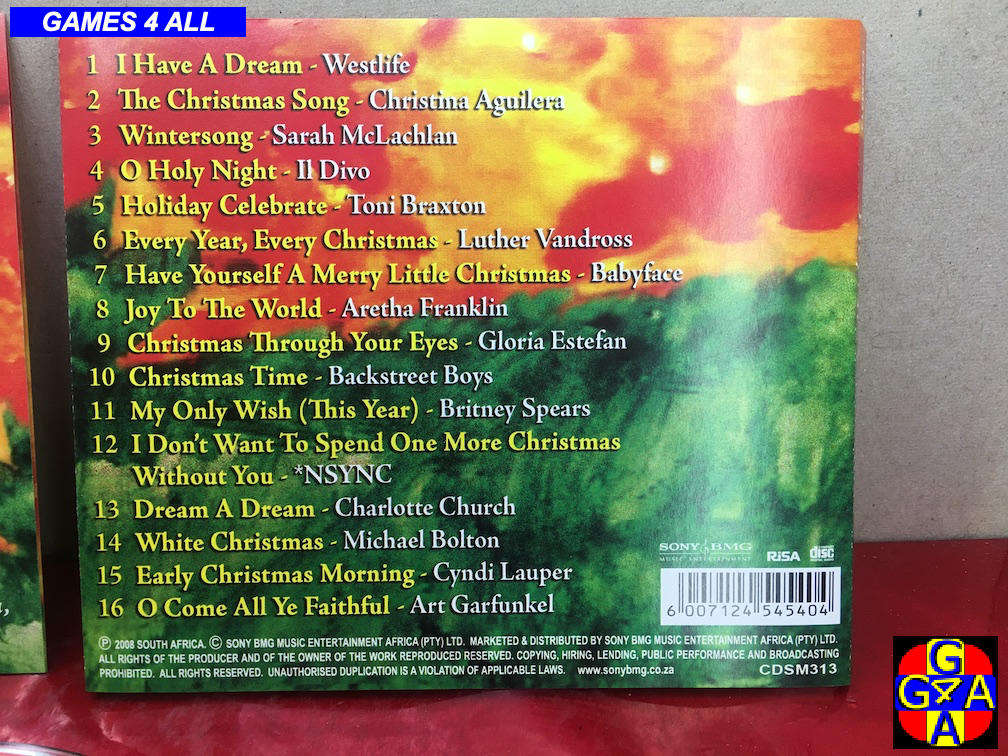 GAMES 4 ALL
1 I Have A Dream - Westlife
2 The Christmas Song - Christina Aguilera
3 Wintersong - Sarah McLachlan
4 O Holy Night - Il Divo
5 Holiday Celebrate - Toni Braxton
6 Every Year, Every Christmas - Luther Vandross
7 Have Yourself A Merry Little Christmas - Babyface
8 Joy To The World - Aretha Franklin
9 Christmas Through Your Eyes - Gloria Estefan
10 Christmas Time - Backstreet Boys
11 My Only Wish (This Year) - Britney Spears
12 I Don't Want To Spend One More Christmas
Without You - *NSYNC
13 Dream A Dream - Charlotte Church
14 White Christmas - Michael Bolton
15 Early Christmas Morning - Cyndi Lauper
16 O Come All Ye Faithful - Art Garfunkel
SONY BMG
MUSIC ENTERTAINMENT
RiSA
disc
6 007124 545404
Ⓟ 2008 SOUTH AFRICA. © SONY BMG MUSIC ENTERTAINMENT AFRICA (PTY) LTD. MARKETED & DISTRIBUTED BY SONY BMG MUSIC ENTERTAINMENT AFRICA (PTY) LTD.
ALL RIGHTS OF THE PRODUCER AND OF THE OWNER OF THE WORK REPRODUCED RESERVED. COPYING, HIRING, LENDING, PUBLIC PERFORMANCE AND BROADCASTING
PROHIBITED. ALL RIGHTS RESERVED. UNAUTHORISED DUPLICATION IS A VIOLATION OF APPLICABLE LAWS. www.sonybmg.co.za
CDSM313
G
G4A
A